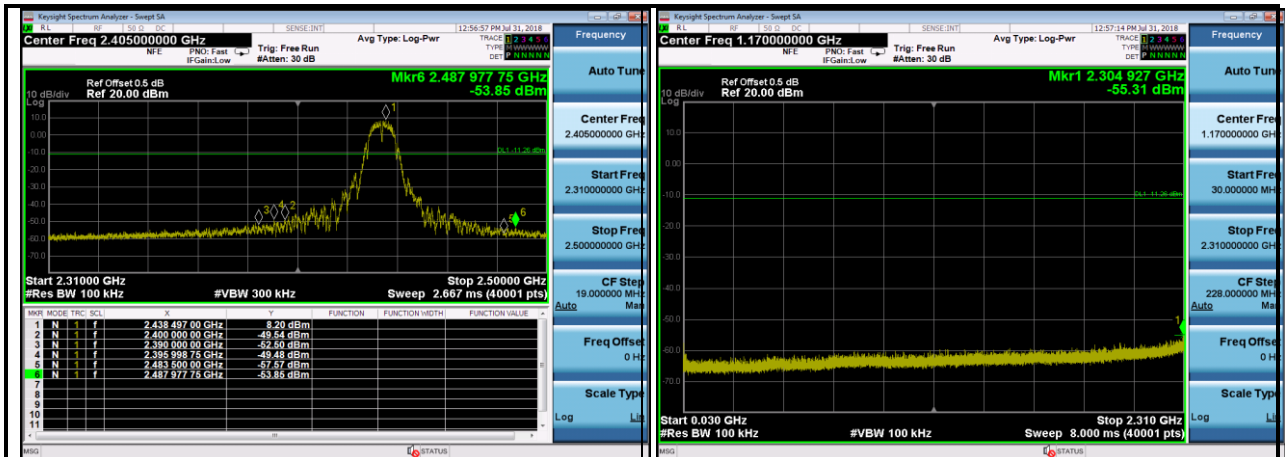 Keysight Spectrum Analyzer - Swept SA
RL RF 50 Ω DC SENSE:INT 12:56:57 PM Jul 31, 2018
Center Freq 2.405000000 GHz
NFE PNO: Fast IFGain:Low
Trig: Free Run
#Atten: 30 dB
Avg Type: Log-Pwr
TRACE 1 2 3 4 5 6
TYPE M WWWWW
DET P N N N N N
Ref Offset 0.5 dB
10 dB/div Ref 20.00 dBm
Mkr6 2.487 977 75 GHz
-53.85 dBm
Log
10.0
0.00
-10.0
-20.0
-30.0
-40.0
-50.0
-60.0
-70.0
DL1 -11.26 dBm
1
3 4 2
5 6
Start 2.31000 GHz Stop 2.50000 GHz
#Res BW 100 kHz #VBW 300 kHz Sweep 2.667 ms (40001 pts)
MKR MODE TRC SCL X Y FUNCTION FUNCTION WIDTH FUNCTION VALUE
1 N 1 f 2.438 497 00 GHz 8.20 dBm
2 N 1 f 2.400 000 00 GHz -49.54 dBm
3 N 1 f 2.390 000 00 GHz -52.50 dBm
4 N 1 f 2.395 998 75 GHz -49.48 dBm
5 N 1 f 2.483 500 00 GHz -57.57 dBm
6 N 1 f 2.487 977 75 GHz -53.85 dBm
7
8
9
10
11
MSG STATUS
Frequency
Auto Tune
Center Freq
2.405000000 GHz
Start Freq
2.310000000 GHz
Stop Freq
2.500000000 GHz
CF Step
19.000000 MHz
Auto Man
Freq Offset
0 Hz
Scale Type
Log Lin
Keysight Spectrum Analyzer - Swept SA
RL RF 50 Ω DC SENSE:INT 12:57:14 PM Jul 31, 2018
Center Freq 1.170000000 GHz
NFE PNO: Fast IFGain:Low
Trig: Free Run
#Atten: 30 dB
Avg Type: Log-Pwr
TRACE 1 2 3 4 5 6
TYPE M WWWWW
DET P N N N N N
Ref Offset 0.5 dB
10 dB/div Ref 20.00 dBm
Mkr1 2.304 927 GHz
-55.31 dBm
Log
10.0
0.00
-10.0
-20.0
-30.0
-40.0
-50.0
-60.0
-70.0
DL1 -11.26 dBm
1
Start 0.030 GHz Stop 2.310 GHz
#Res BW 100 kHz #VBW 100 kHz Sweep 8.000 ms (40001 pts)
MSG STATUS
Frequency
Auto Tune
Center Freq
1.170000000 GHz
Start Freq
30.000000 MHz
Stop Freq
2.310000000 GHz
CF Step
228.000000 MHz
Auto Man
Freq Offset
0 Hz
Scale Type
Log Li